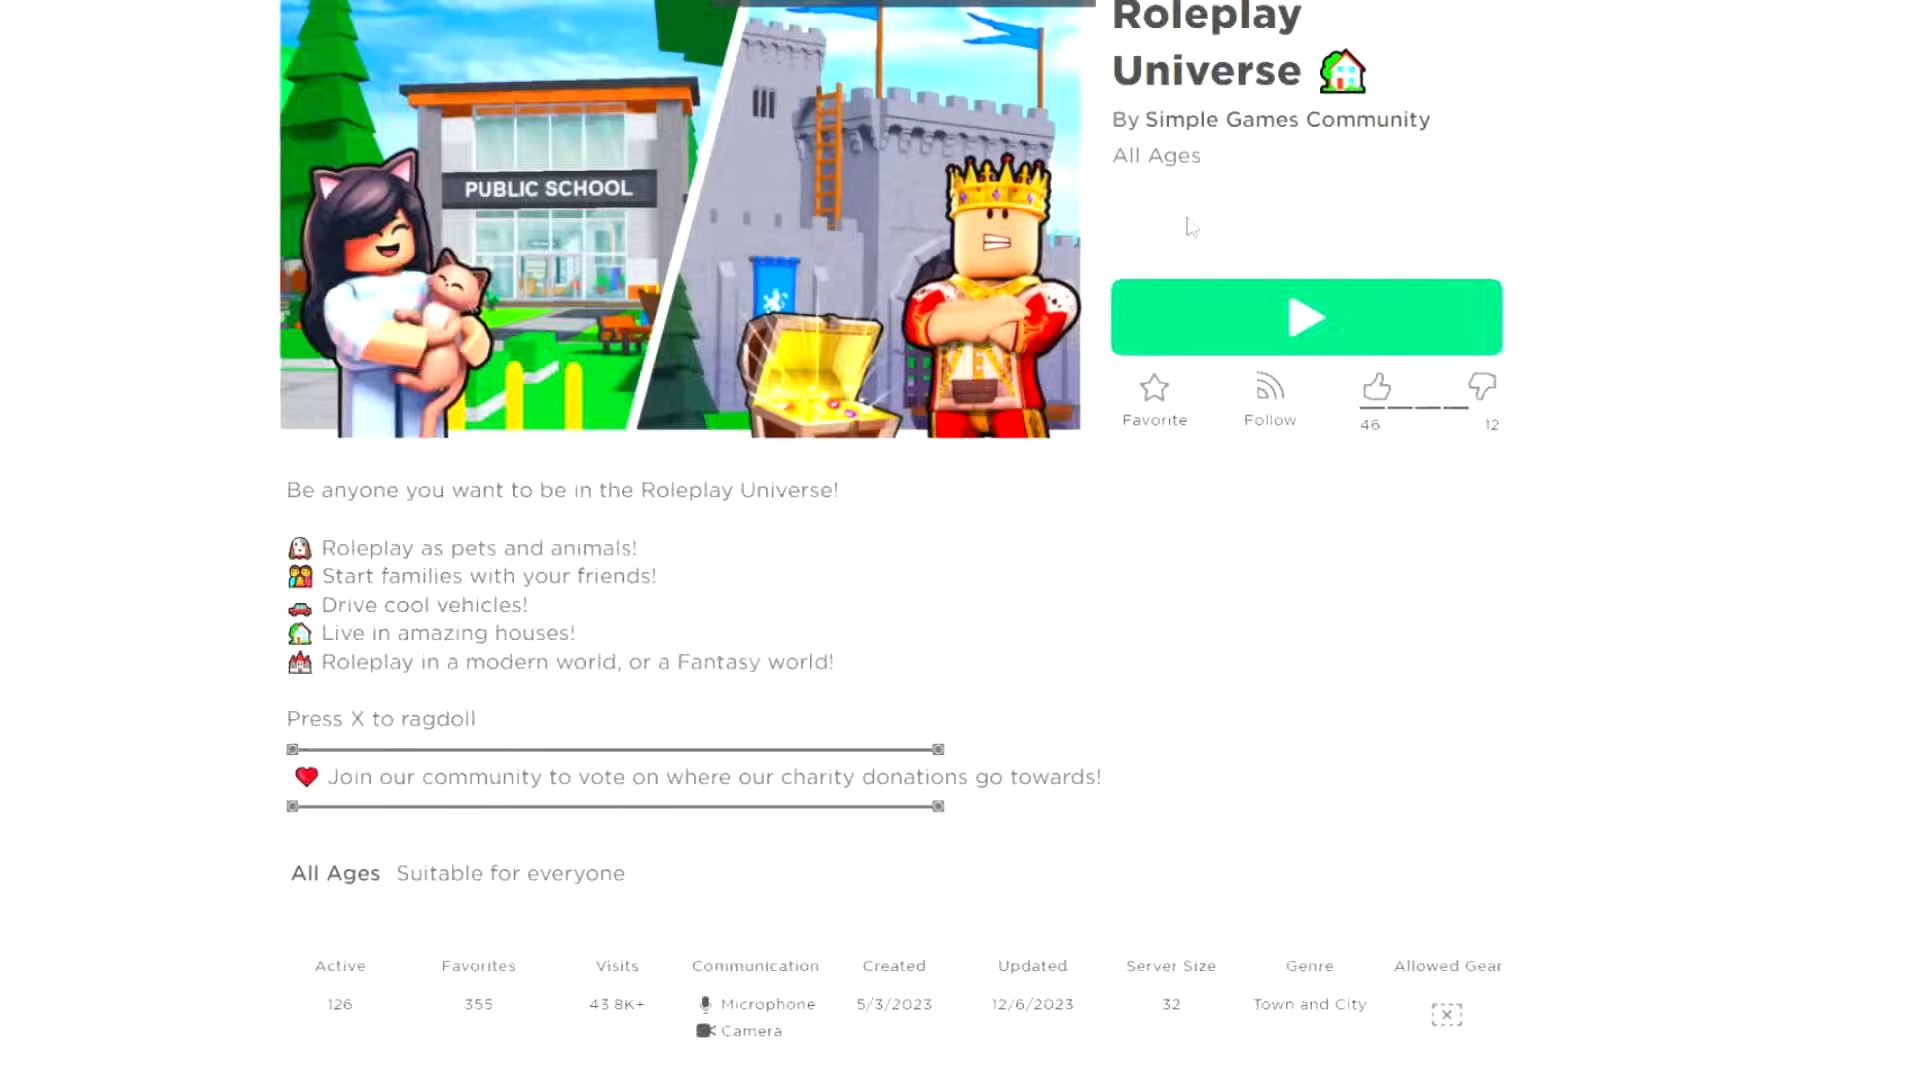 Roleplay
Universe
By Simple Games Community
All Ages
PUBLIC SCHOOL
Favorite
Follow
46
12
Be anyone you want to be in the Roleplay Universe!
Roleplay as pets and animals!
Start families with your friends!
Drive cool vehicles!
Live in amazing houses!
Roleplay in a modern world, or a Fantasy world!
Press X to ragdoll
Join our community to vote on where our charity donations go towards!
All Ages Suitable for everyone
Active Favorites Visits Communication Created Updated Server Size Genre Allowed Gear
126 355 43.8K+ Microphone 5/3/2023 12/6/2023 32 Town and City
Camera